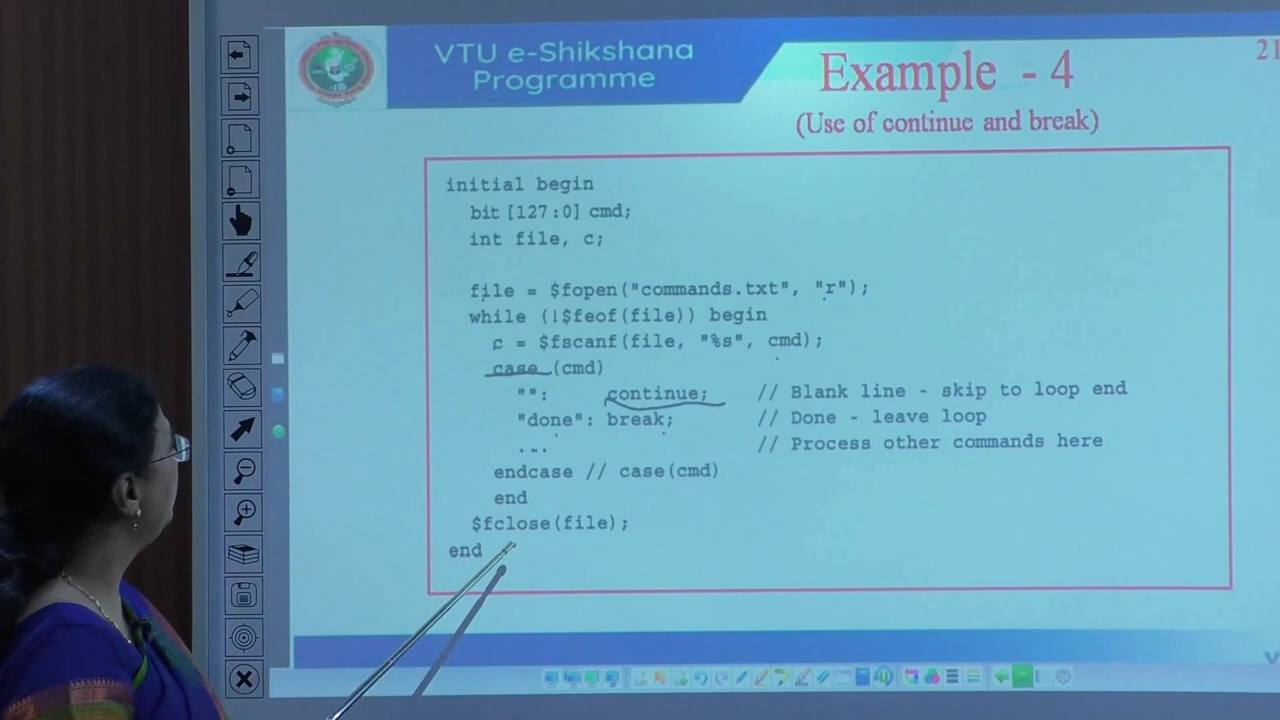 VTU e-Shikshana
Programme
Example - 4
21
(Use of continue and break)
initial begin
bit [127:0] cmd;
int file, c;
file = $fopen("commands.txt", "r");
while (!$feof(file)) begin
c = $fscanf(file, "%s", cmd);
case (cmd)
"": continue; // Blank line - skip to loop end
"done": break; // Done - leave loop
... // Process other commands here
endcase // case(cmd)
end
$fclose(file);
end